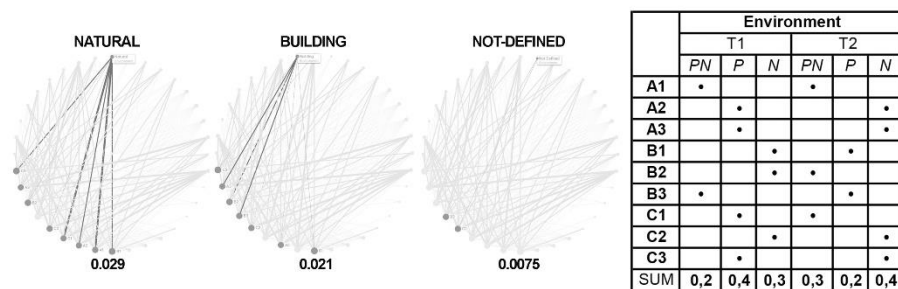 NATURAL
BUILDING
NOT-DEFINED
0.029
0.021
0.0075
Environment
T1 T2
PN P N PN P N
A1 • •
A2 • •
A3 • •
B1 • •
B2 • •
B3 • •
C1 • •
C2 • •
C3 • •
SUM 0,2 0,4 0,3 0,3 0,2 0,4